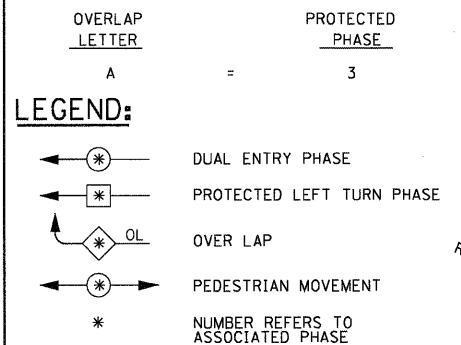 OVERLAP PROTECTED
LETTER PHASE
A = 3
LEGEND:
* DUAL ENTRY PHASE
* PROTECTED LEFT TURN PHASE
* OL OVER LAP
* PEDESTRIAN MOVEMENT
* NUMBER REFERS TO
ASSOCIATED PHASE